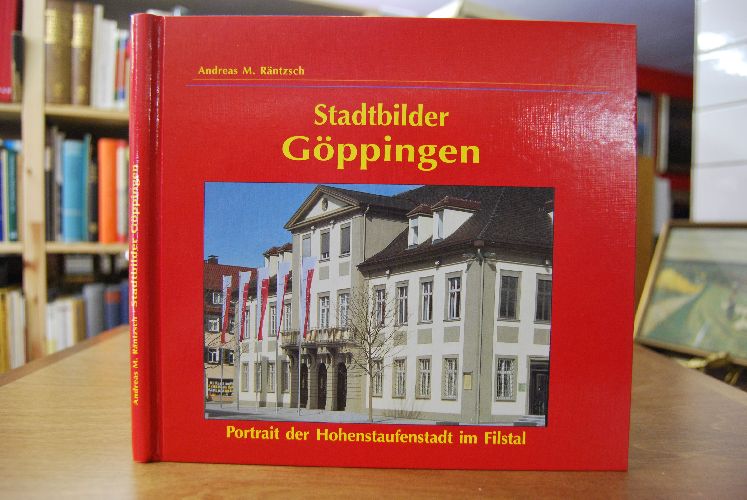 Andreas M. Räntzsch
Stadtbilder
Göppingen
Portrait der Hohenstaufenstadt im Filstal
Andreas M. Räntzsch · Stadtbilder Göppingen